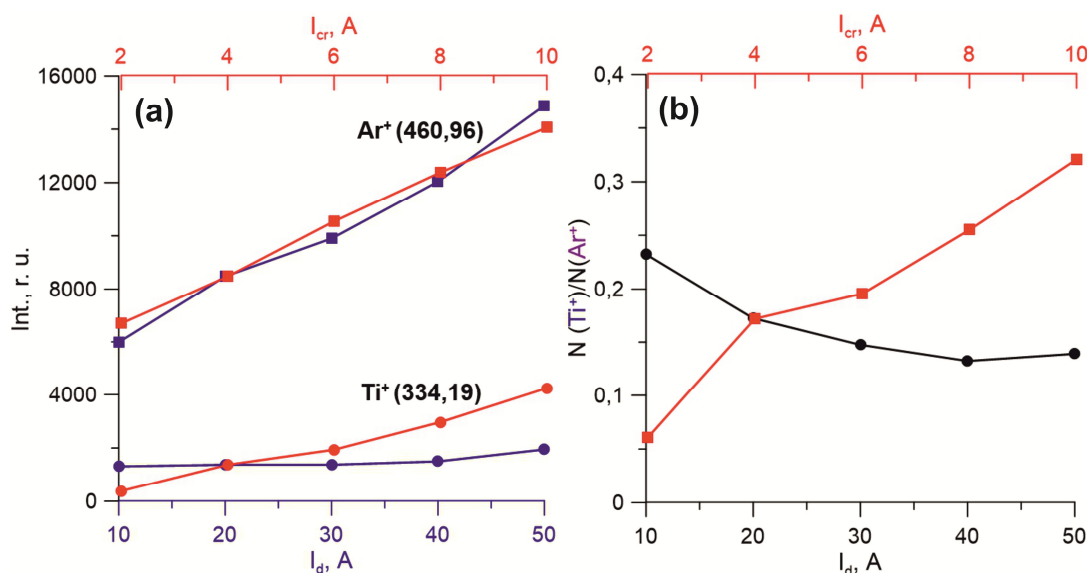 I_cr, A
2 4 6 8 10
16000
12000
8000
4000
0
Int., r. u.
(a)
Ar⁺ (460,96)
Ti⁺ (334,19)
10 20 30 40 50
I_d, A
I_cr, A
2 4 6 8 10
0,4
0,3
0,2
0,1
0
N (Ti⁺)/N(Ar⁺)
(b)
10 20 30 40 50
I_d, A